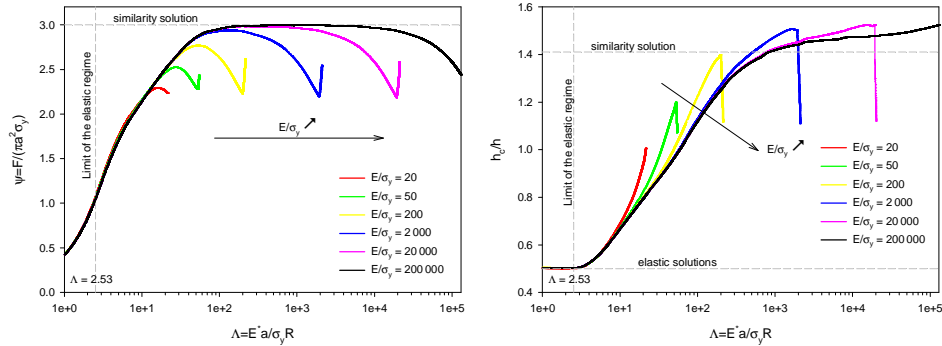 similarity solution
Limit of the elastic regime
E/σy ↗
E/σy = 20
E/σy = 50
E/σy = 200
E/σy = 2 000
E/σy = 20 000
E/σy = 200 000
Λ = 2.53
3.0
2.5
2.0
1.5
1.0
0.5
0.0
ψ=F/(πa²σy)
1e+0 1e+1 1e+2 1e+3 1e+4 1e+5
Λ=E*a/σyR
1.6
1.4
1.2
1.0
0.8
0.6
0.4
hc/h
similarity solution
Limit of the elastic regime
E/σy ↗
E/σy = 20
E/σy = 50
E/σy = 200
E/σy = 2 000
E/σy = 20 000
E/σy = 200 000
elastic solutions
Λ = 2.53
1e+0 1e+1 1e+2 1e+3 1e+4 1e+5
Λ=E*a/σyR